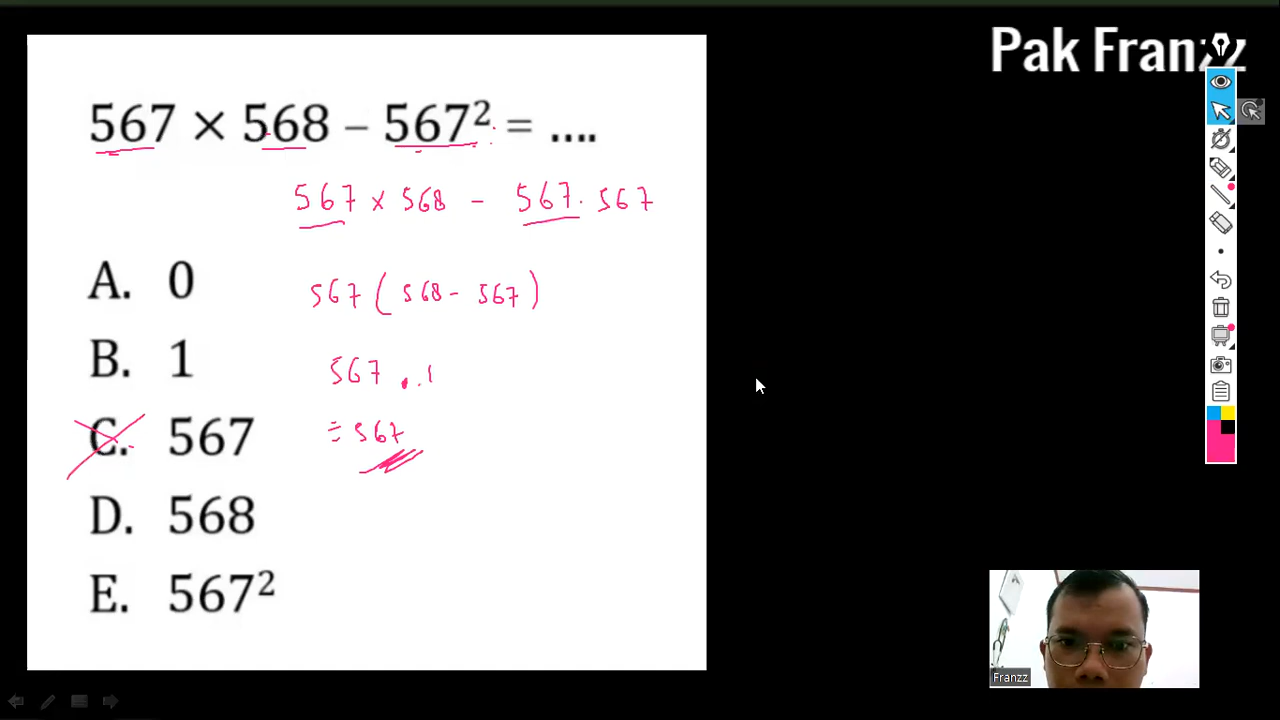 Pak Franzz
567 × 568 – 567² = ....
567 × 568 - 567 . 567
567 ( 568 - 567 )
567 . 1
= 567
A. 0
B. 1
C. 567
D. 568
E. 567²
Franzz